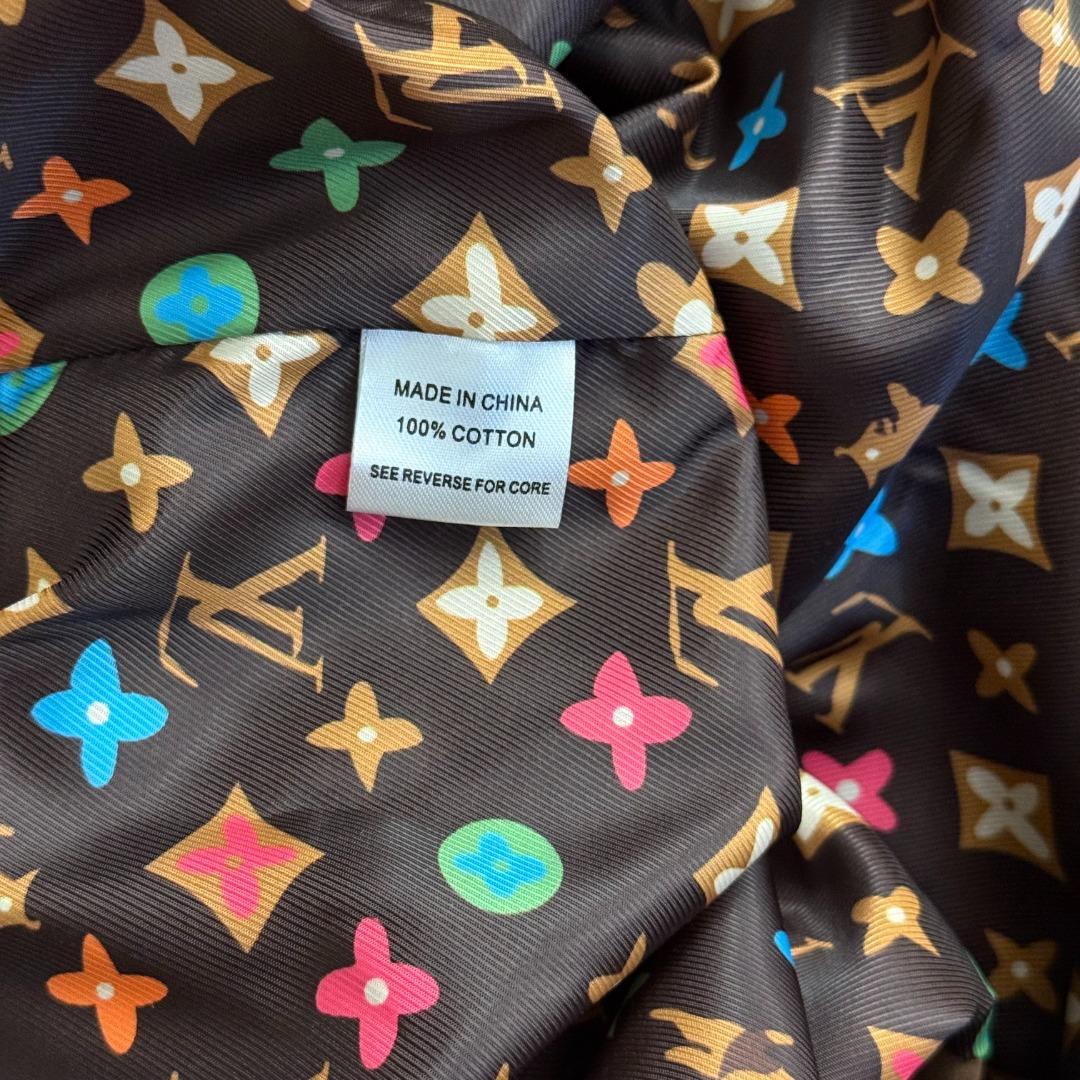 MADE IN CHINA
100% COTTON
SEE REVERSE FOR CORE